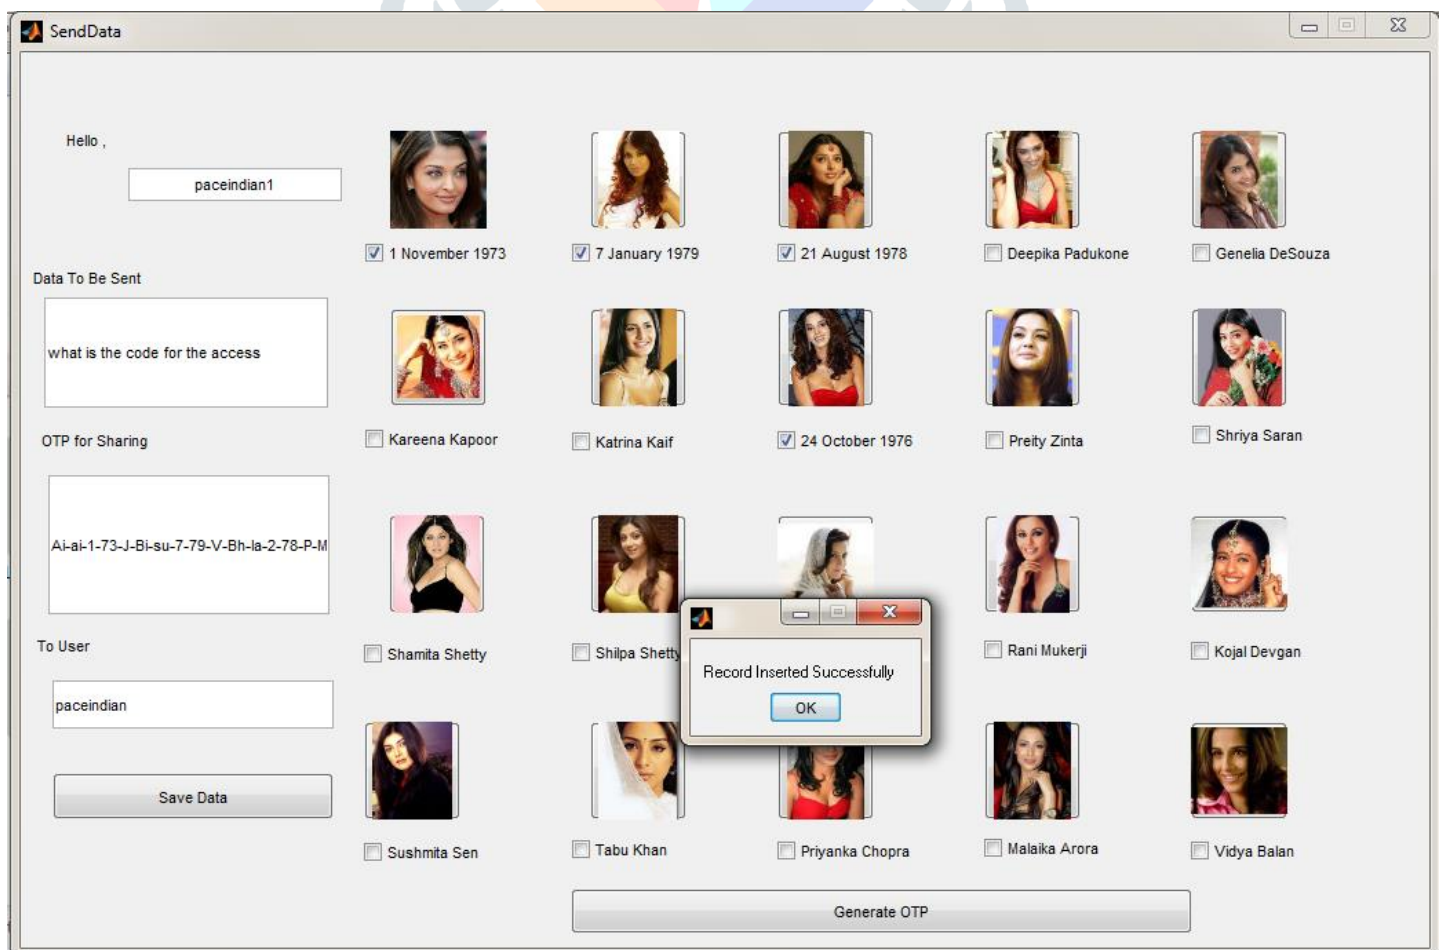 SendData
Hello ,
paceindian1
1 November 1973
7 January 1979
21 August 1978
Deepika Padukone
Genelia DeSouza
Data To Be Sent
what is the code for the access
Kareena Kapoor
Katrina Kaif
24 October 1976
Preity Zinta
Shriya Saran
OTP for Sharing
Ai-ai-1-73-J-Bi-su-7-79-V-Bh-la-2-78-P-M
To User
Shamita Shetty
Shilpa Shetty
Rani Mukerji
Kojal Devgan
Record Inserted Successfully
OK
paceindian
Save Data
Sushmita Sen
Tabu Khan
Priyanka Chopra
Malaika Arora
Vidya Balan
Generate OTP